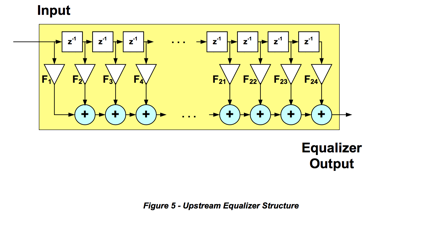 Input
z-1 z-1 z-1 . . . z-1 z-1 z-1 z-1
F1 F2 F3 F4 F21 F22 F23 F24
+ + + . . . + + + +
Equalizer
Output
Figure 5 - Upstream Equalizer Structure